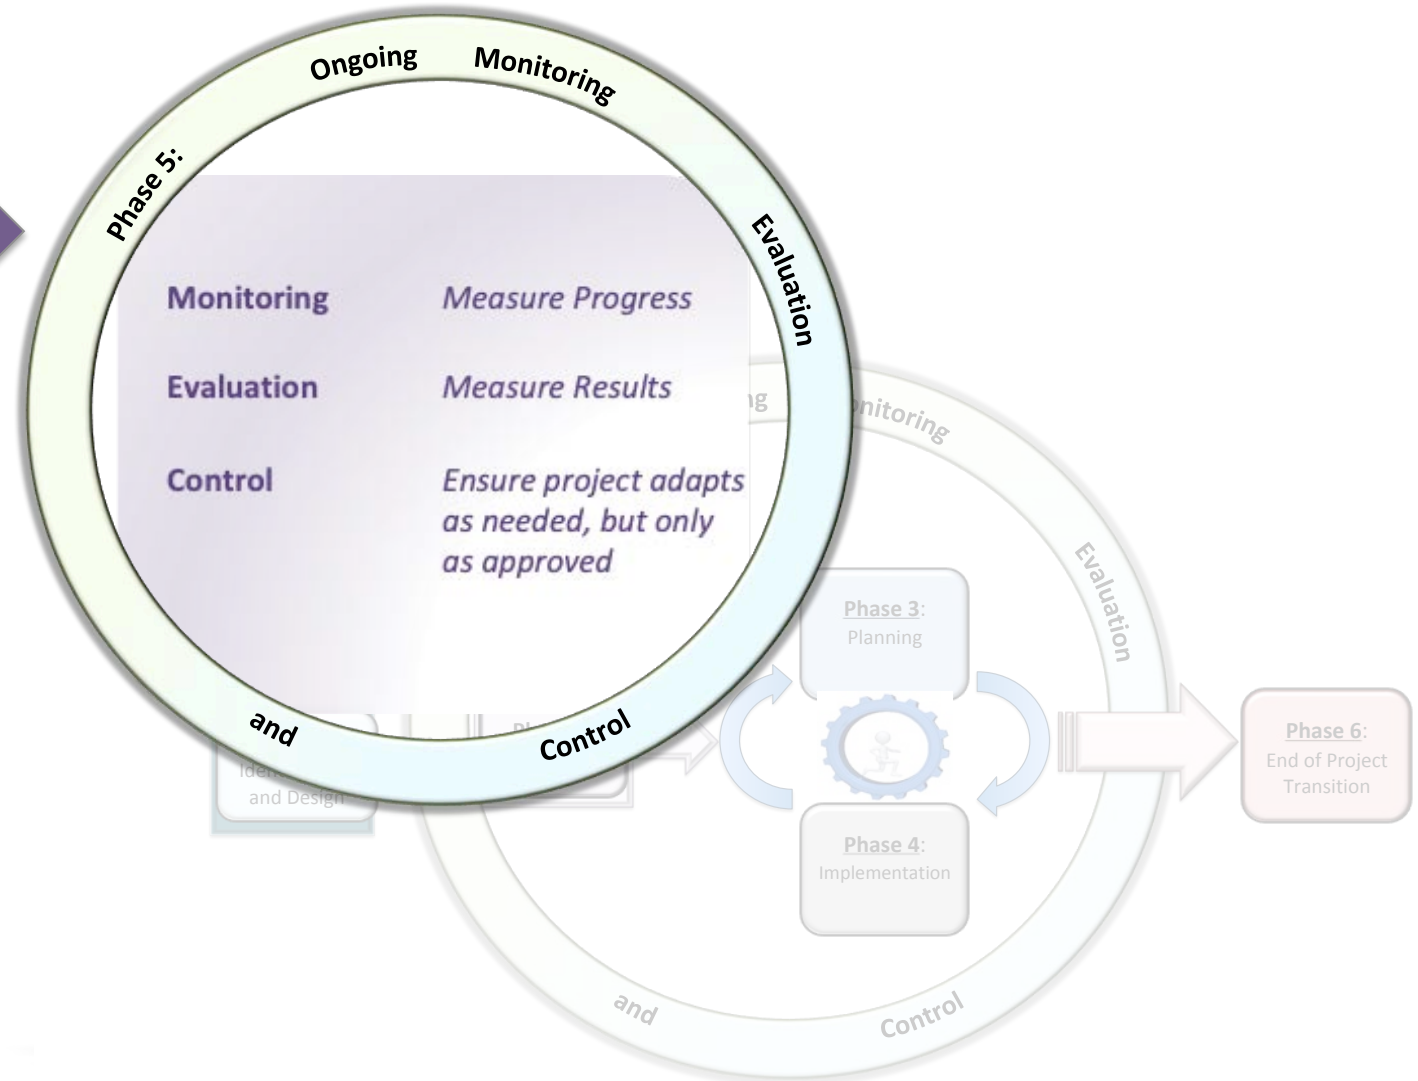 Phase 5: Ongoing Monitoring Evaluation and Control
Monitoring Measure Progress
Evaluation Measure Results
Control Ensure project adapts
as needed, but only
as approved
Evaluation
and Control
and Design
Phase 3:
Planning
Phase 4:
Implementation
Phase 6:
End of Project
Transition